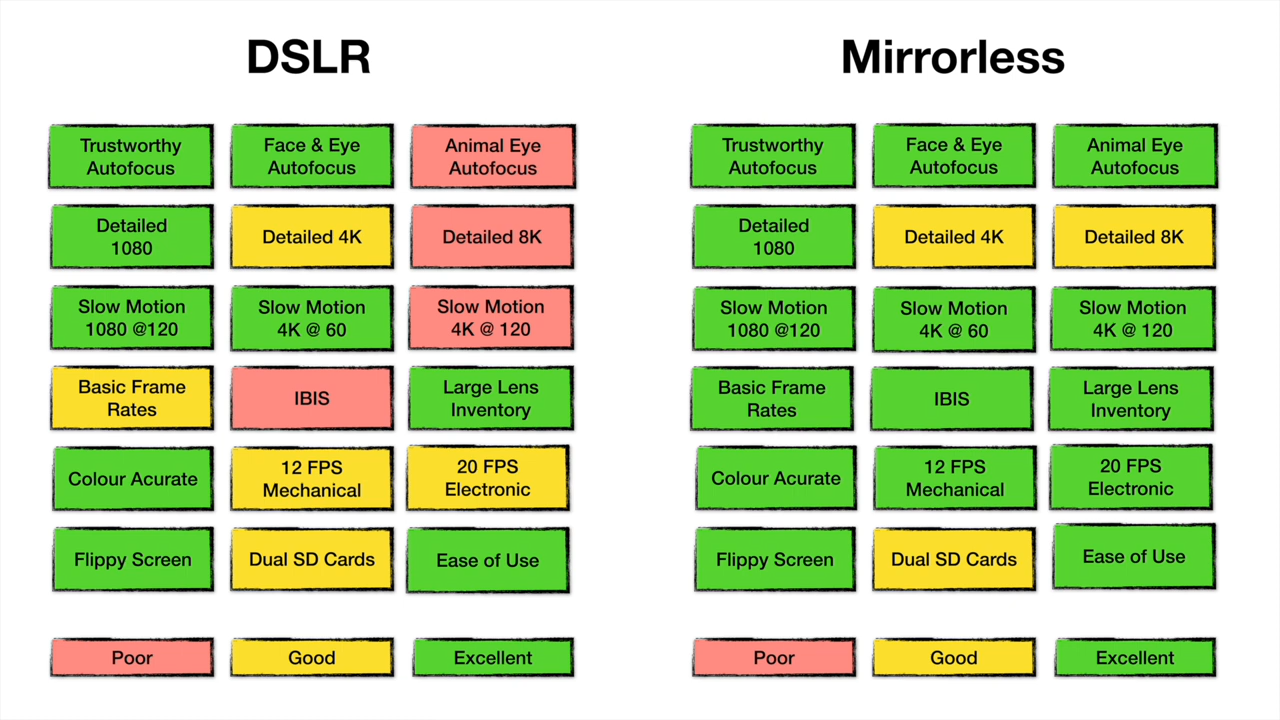 DSLR
Mirrorless
Trustworthy
Autofocus
Face & Eye
Autofocus
Animal Eye
Autofocus
Trustworthy
Autofocus
Face & Eye
Autofocus
Animal Eye
Autofocus
Detailed
1080
Detailed 4K
Detailed 8K
Detailed
1080
Detailed 4K
Detailed 8K
Slow Motion
1080 @120
Slow Motion
4K @ 60
Slow Motion
4K @ 120
Slow Motion
1080 @120
Slow Motion
4K @ 60
Slow Motion
4K @ 120
Basic Frame
Rates
IBIS
Large Lens
Inventory
Basic Frame
Rates
IBIS
Large Lens
Inventory
Colour Acurate
12 FPS
Mechanical
20 FPS
Electronic
Colour Acurate
12 FPS
Mechanical
20 FPS
Electronic
Flippy Screen
Dual SD Cards
Ease of Use
Flippy Screen
Dual SD Cards
Ease of Use
Poor
Good
Excellent
Poor
Good
Excellent